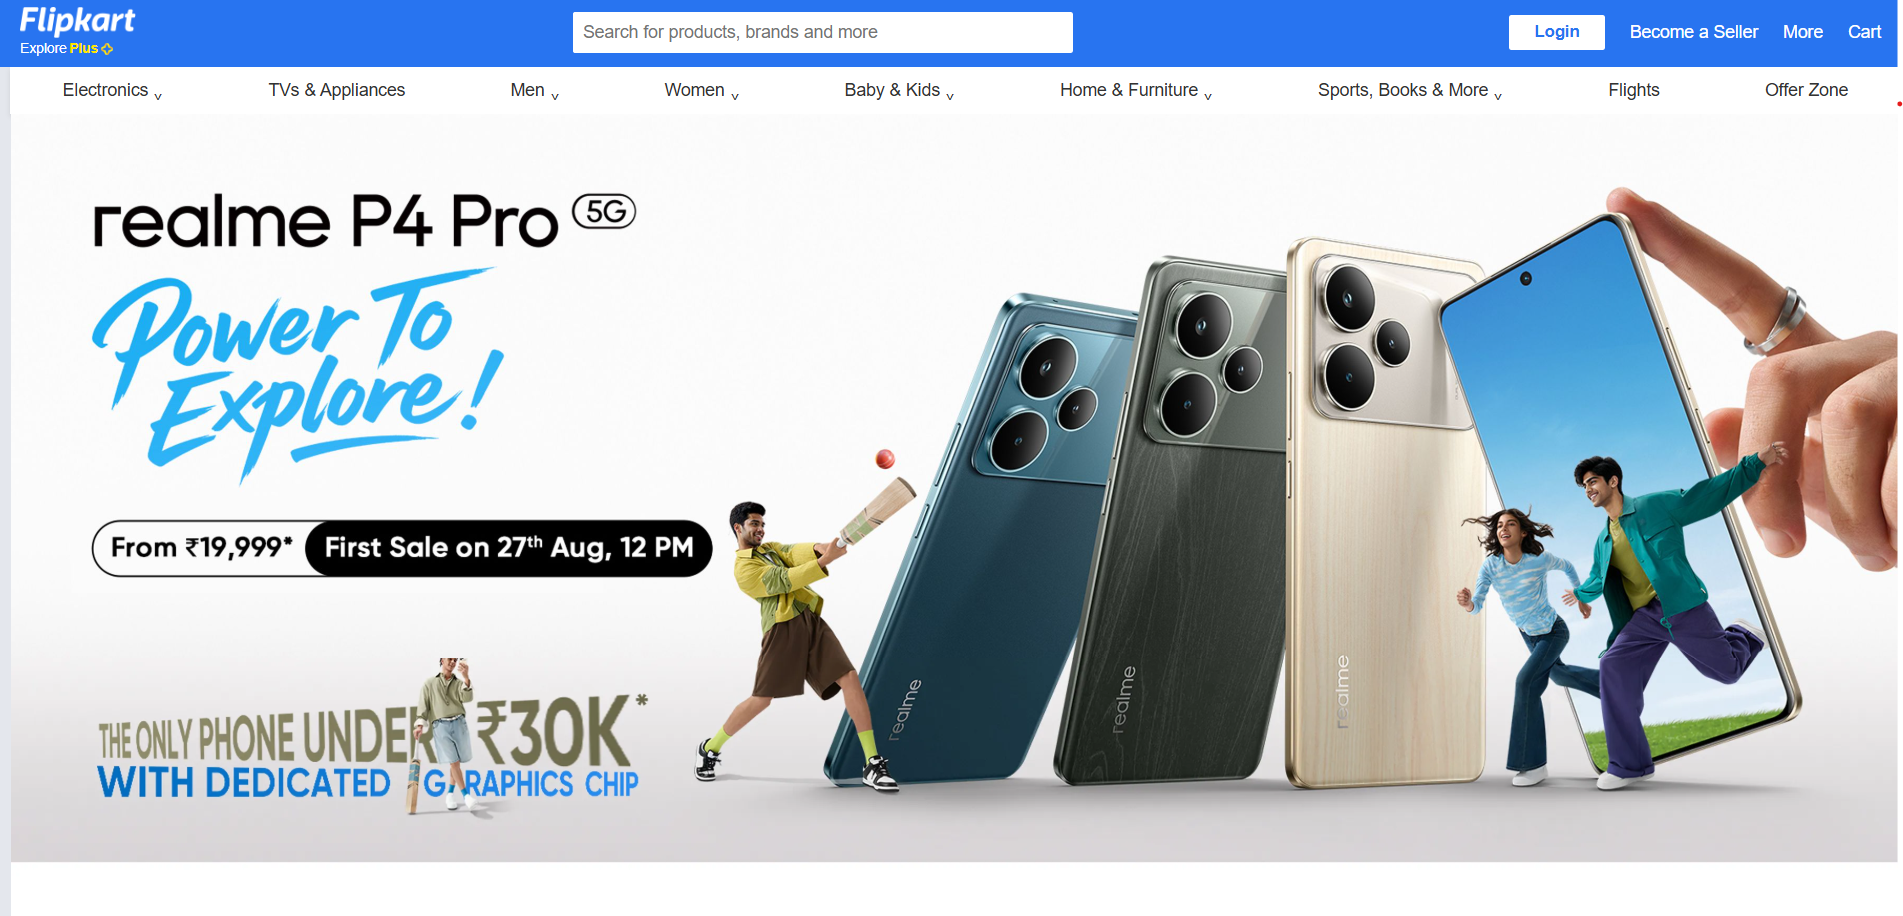 Flipkart
Explore Plus
Search for products, brands and more
Login
Become a Seller
More
Cart
Electronics
TVs & Appliances
Men
Women
Baby & Kids
Home & Furniture
Sports, Books & More
Flights
Offer Zone
realme P4 Pro 5G
Power To
Explore!
From ₹19,999*
First Sale on 27th Aug, 12 PM
THE ONLY PHONE UNDER ₹30K*
WITH DEDICATED GRAPHICS CHIP
realme
realme
realme